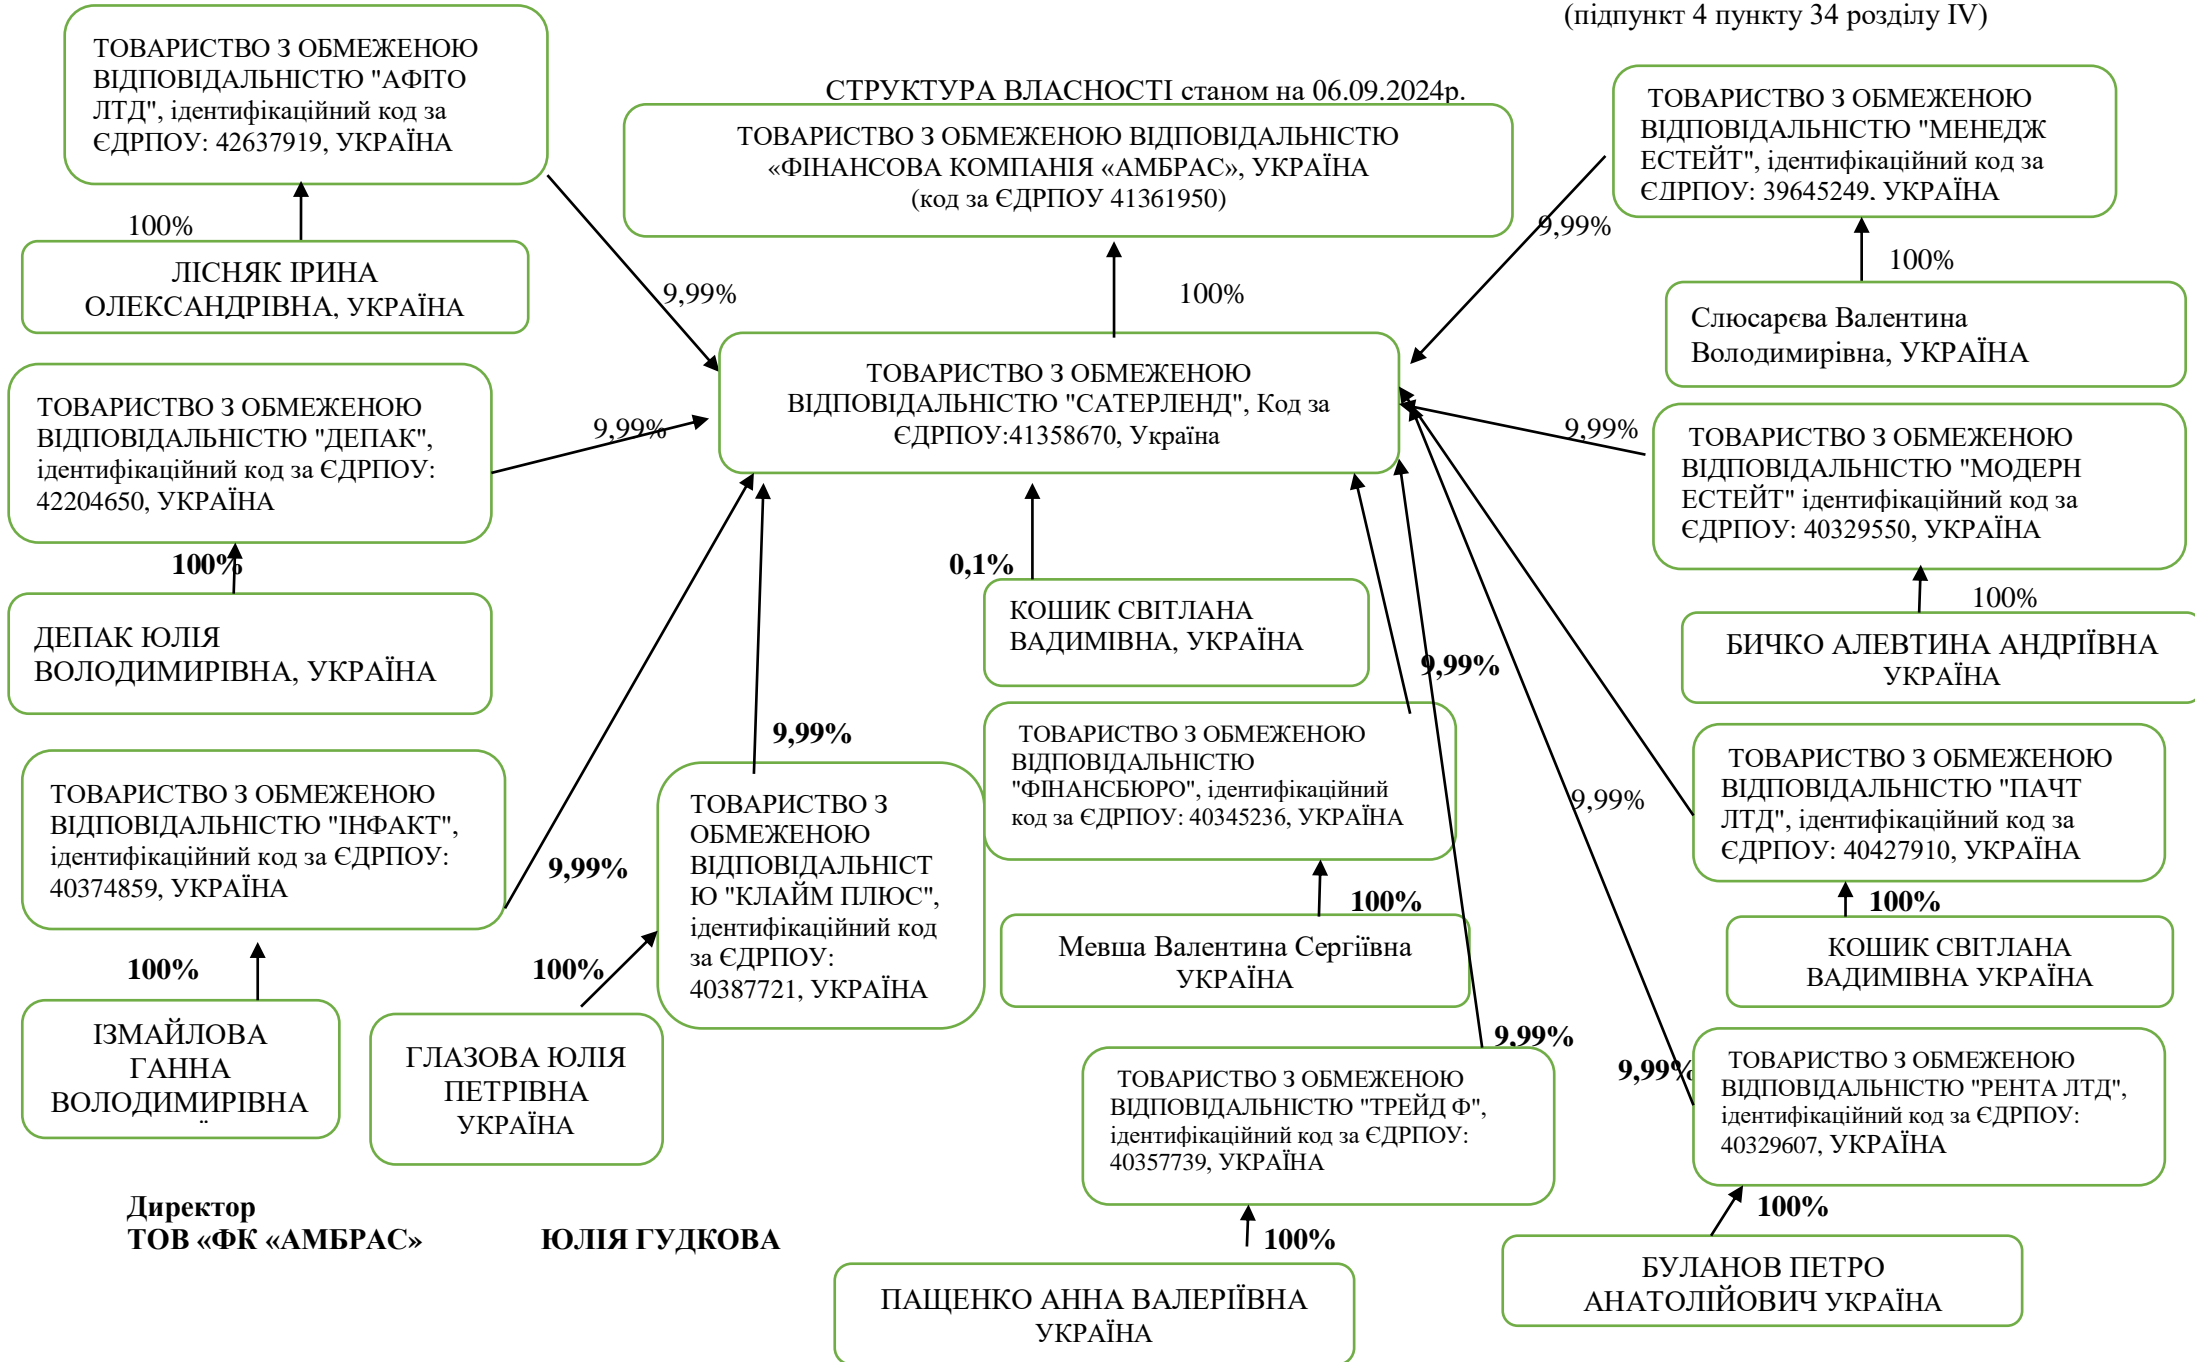 (підпункт 4 пункту 34 розділу IV)
СТРУКТУРА ВЛАСНОСТІ станом на 06.09.2024р.
ТОВАРИСТВО З ОБМЕЖЕНОЮ
ВІДПОВІДАЛЬНІСТЮ "АФІТО
ЛТД", ідентифікаційний код за
ЄДРПОУ: 42637919, УКРАЇНА
ТОВАРИСТВО З ОБМЕЖЕНОЮ ВІДПОВІДАЛЬНІСТЮ
«ФІНАНСОВА КОМПАНІЯ «АМБРАС», УКРАЇНА
(код за ЄДРПОУ 41361950)
ТОВАРИСТВО З ОБМЕЖЕНОЮ
ВІДПОВІДАЛЬНІСТЮ "МЕНЕДЖ
ЕСТЕЙТ", ідентифікаційний код за
ЄДРПОУ: 39645249. УКРАЇНА
100%
9,99%
100%
9,99%
100%
ЛІСНЯК ІРИНА
ОЛЕКСАНДРІВНА, УКРАЇНА
Слюсарєва Валентина
Володимирівна, УКРАЇНА
ТОВАРИСТВО З ОБМЕЖЕНОЮ
ВІДПОВІДАЛЬНІСТЮ "САТЕРЛЕНД", Код за
ЄДРПОУ:41358670, Україна
ТОВАРИСТВО З ОБМЕЖЕНОЮ
ВІДПОВІДАЛЬНІСТЮ "ДЕПАК",
ідентифікаційний код за ЄДРПОУ:
42204650, УКРАЇНА
9,99%
9,99%
ТОВАРИСТВО З ОБМЕЖЕНОЮ
ВІДПОВІДАЛЬНІСТЮ "МОДЕРН
ЕСТЕЙТ" ідентифікаційний код за
ЄДРПОУ: 40329550, УКРАЇНА
100%
0,1%
100%
ДЕПАК ЮЛІЯ
ВОЛОДИМИРІВНА, УКРАЇНА
КОШИК СВІТЛАНА
ВАДИМІВНА, УКРАЇНА
БИЧКО АЛЕВТИНА АНДРІЇВНА
УКРАЇНА
9,99%
9,99%
ТОВАРИСТВО З ОБМЕЖЕНОЮ
ВІДПОВІДАЛЬНІСТЮ "ІНФАКТ",
ідентифікаційний код за ЄДРПОУ:
40374859, УКРАЇНА
9,99%
ТОВАРИСТВО З
ОБМЕЖЕНОЮ
ВІДПОВІДАЛЬНІСТ
Ю "КЛАЙМ ПЛЮС",
ідентифікаційний код
за ЄДРПОУ:
40387721, УКРАЇНА
ТОВАРИСТВО З ОБМЕЖЕНОЮ
ВІДПОВІДАЛЬНІСТЮ
"ФІНАНСБЮРО", ідентифікаційний
код за ЄДРПОУ: 40345236, УКРАЇНА
9,99%
ТОВАРИСТВО З ОБМЕЖЕНОЮ
ВІДПОВІДАЛЬНІСТЮ "ПАЧТ
ЛТД", ідентифікаційний код за
ЄДРПОУ: 40427910, УКРАЇНА
100%
100%
100%
100%
Мевша Валентина Сергіївна
УКРАЇНА
КОШИК СВІТЛАНА
ВАДИМІВНА УКРАЇНА
ІЗМАЙЛОВА
ГАННА
ВОЛОДИМИРІВНА
ГЛАЗОВА ЮЛІЯ
ПЕТРІВНА
УКРАЇНА
9,99%
9,99%
ТОВАРИСТВО З ОБМЕЖЕНОЮ
ВІДПОВІДАЛЬНІСТЮ "ТРЕЙД Ф",
ідентифікаційний код за ЄДРПОУ:
40357739, УКРАЇНА
ТОВАРИСТВО З ОБМЕЖЕНОЮ
ВІДПОВІДАЛЬНІСТЮ "РЕНТА ЛТД",
ідентифікаційний код за ЄДРПОУ:
40329607, УКРАЇНА
100%
100%
Директор
ТОВ «ФК «АМБРАС» ЮЛІЯ ГУДКОВА
ПАЩЕНКО АННА ВАЛЕРІЇВНА
УКРАЇНА
БУЛАНОВ ПЕТРО
АНАТОЛІЙОВИЧ УКРАЇНА